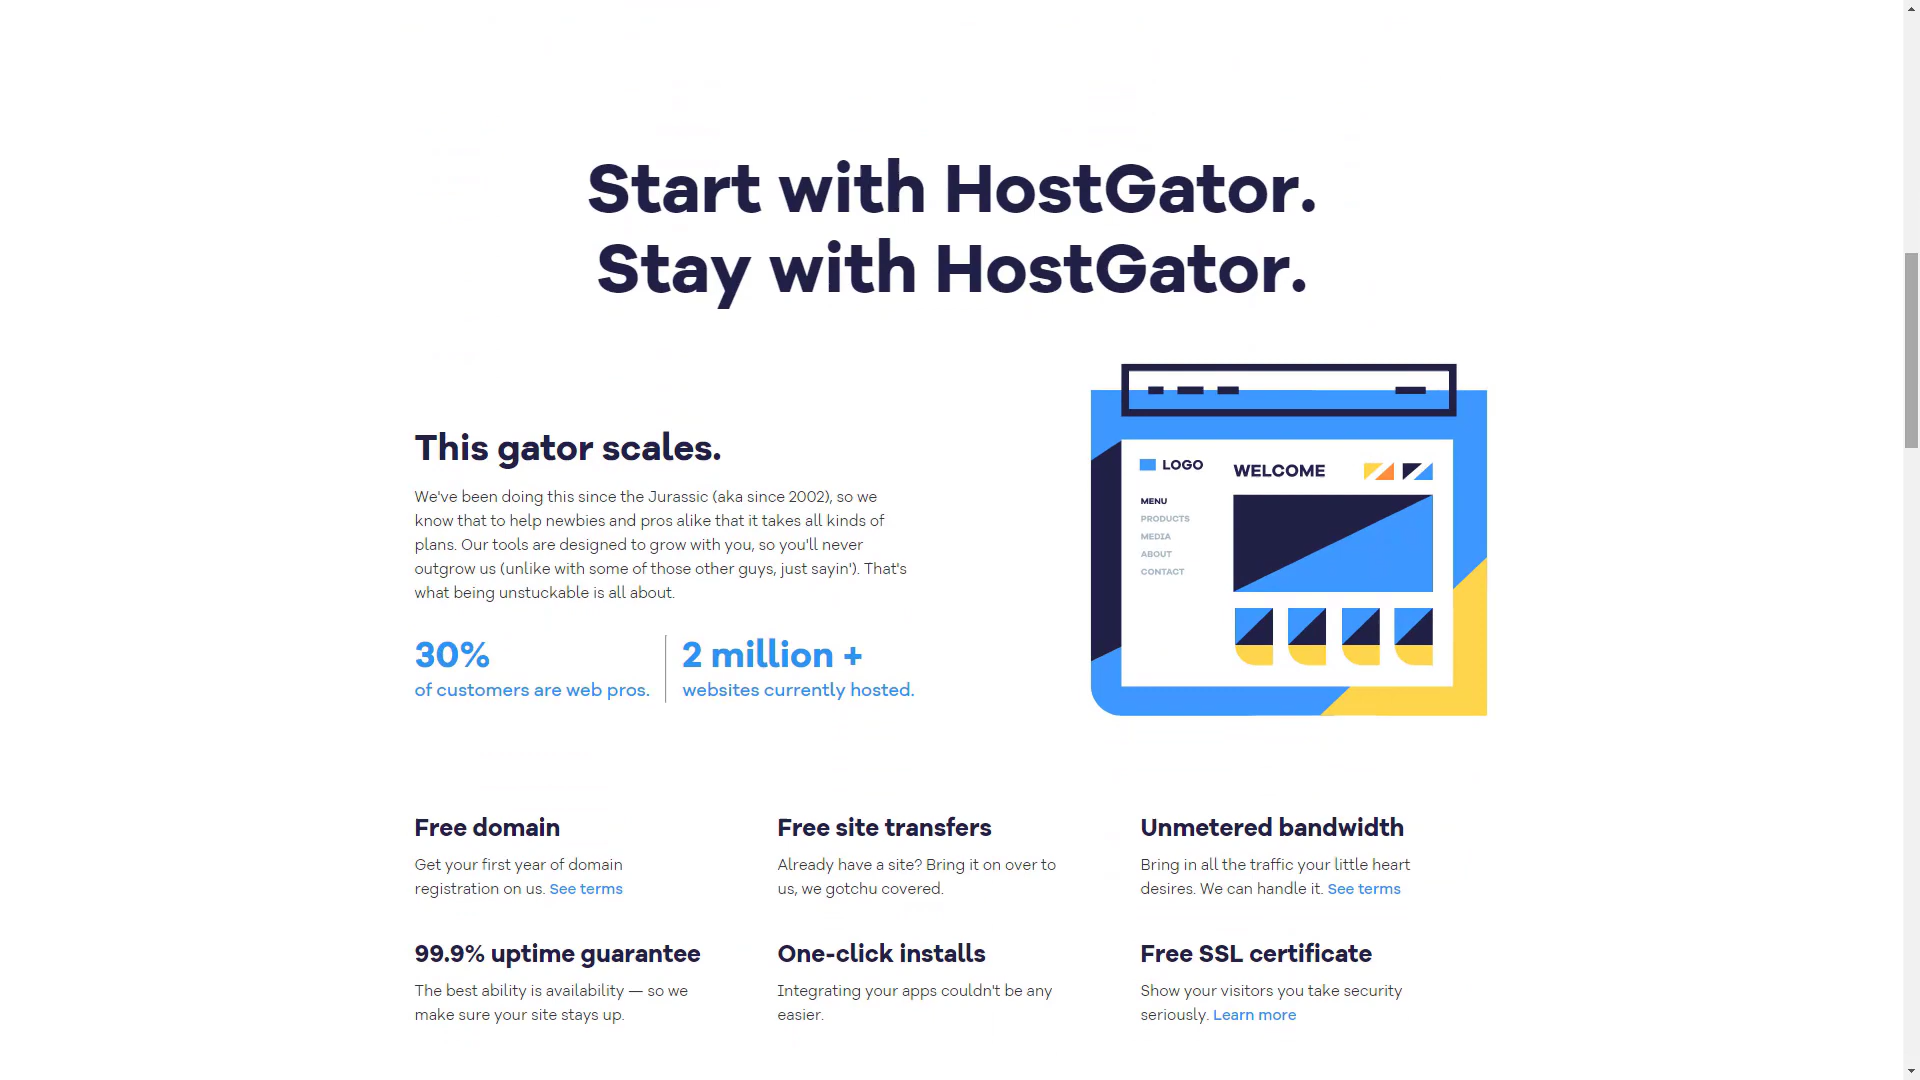 Start with HostGator.
Stay with HostGator.
This gator scales.
We've been doing this since the Jurassic (aka since 2002), so we
know that to help newbies and pros alike that it takes all kinds of
plans. Our tools are designed to grow with you, so you'll never
outgrow us (unlike with some of those other guys, just sayin'). That's
what being unstuckable is all about.
30%
of customers are web pros.
2 million +
websites currently hosted.
LOGO
WELCOME
MENU
PRODUCTS
MEDIA
ABOUT
CONTACT
Free domain
Get your first year of domain
registration on us. See terms
Free site transfers
Already have a site? Bring it on over to
us, we gotchu covered.
Unmetered bandwidth
Bring in all the traffic your little heart
desires. We can handle it. See terms
99.9% uptime guarantee
The best ability is availability — so we
make sure your site stays up.
One-click installs
Integrating your apps couldn't be any
easier.
Free SSL certificate
Show your visitors you take security
seriously. Learn more